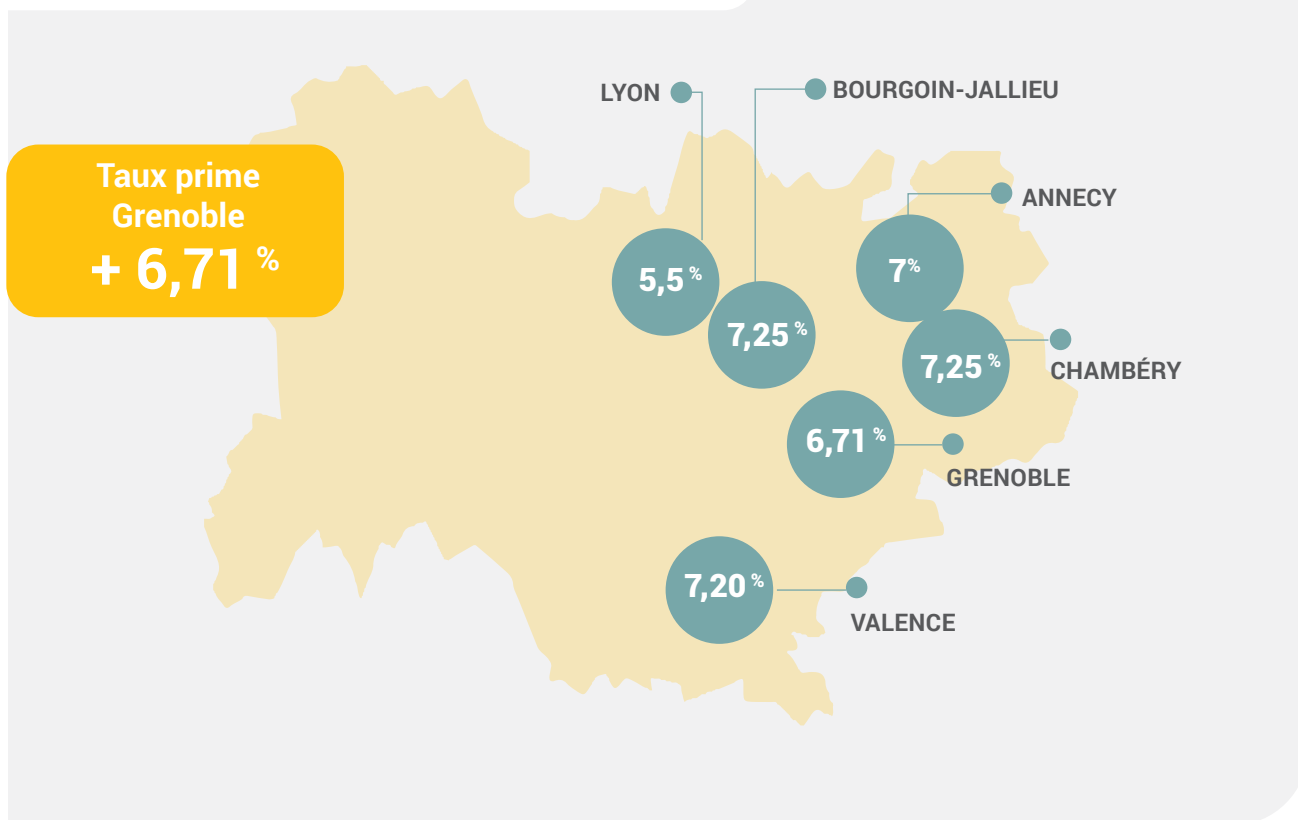 LYON
BOURGOIN-JALLIEU
Taux prime
Grenoble
+ 6,71 %
ANNECY
5,5 %
7%
7,25 %
7,25 %
CHAMBÉRY
6,71 %
GRENOBLE
7,20 %
VALENCE